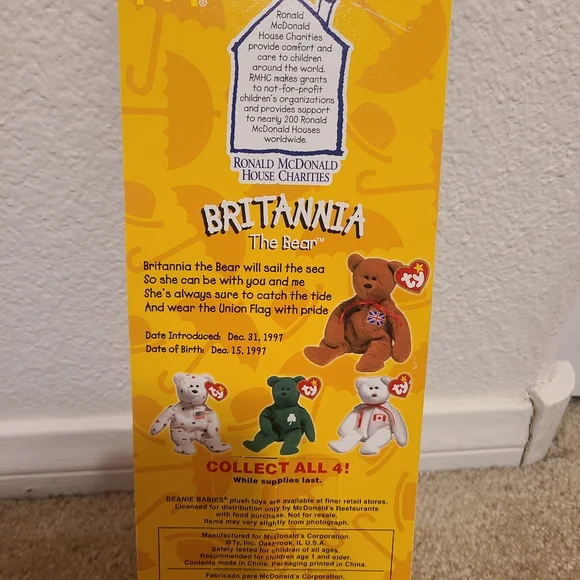 Ronald
McDonald
House Charities
provide comfort and
care to children
around the world.
RMHC makes grants
to not-for-profit
children's organizations
and provides support
to nearly 200 Ronald
McDonald Houses
worldwide.
RONALD MCDONALD
HOUSE CHARITIES
BRITANNIA
The Bear™
Britannia the Bear will sail the sea
So she can be with you and me
She's always sure to catch the tide
And wear the Union Flag with pride
Date Introduced: Dec. 31, 1997
Date of Birth: Dec. 15, 1997
ty
ty
ty
ty
COLLECT ALL 4!
While supplies last.
BEANIE BABIES® plush toys are available at finer retail stores.
Licensed for distribution only by McDonald's Restaurants
with food purchase. Not for resale.
Items may very slightly from photograph.
Manufactured for McDonald's Corporation.
© Ty, Inc. Oakbrook, IL U.S.A.
Safety tested for children of all ages.
Recommended for children age 1 and older.
Contents made in China. Packaging printed in China.
Fabricado para McDonald's Corporation.